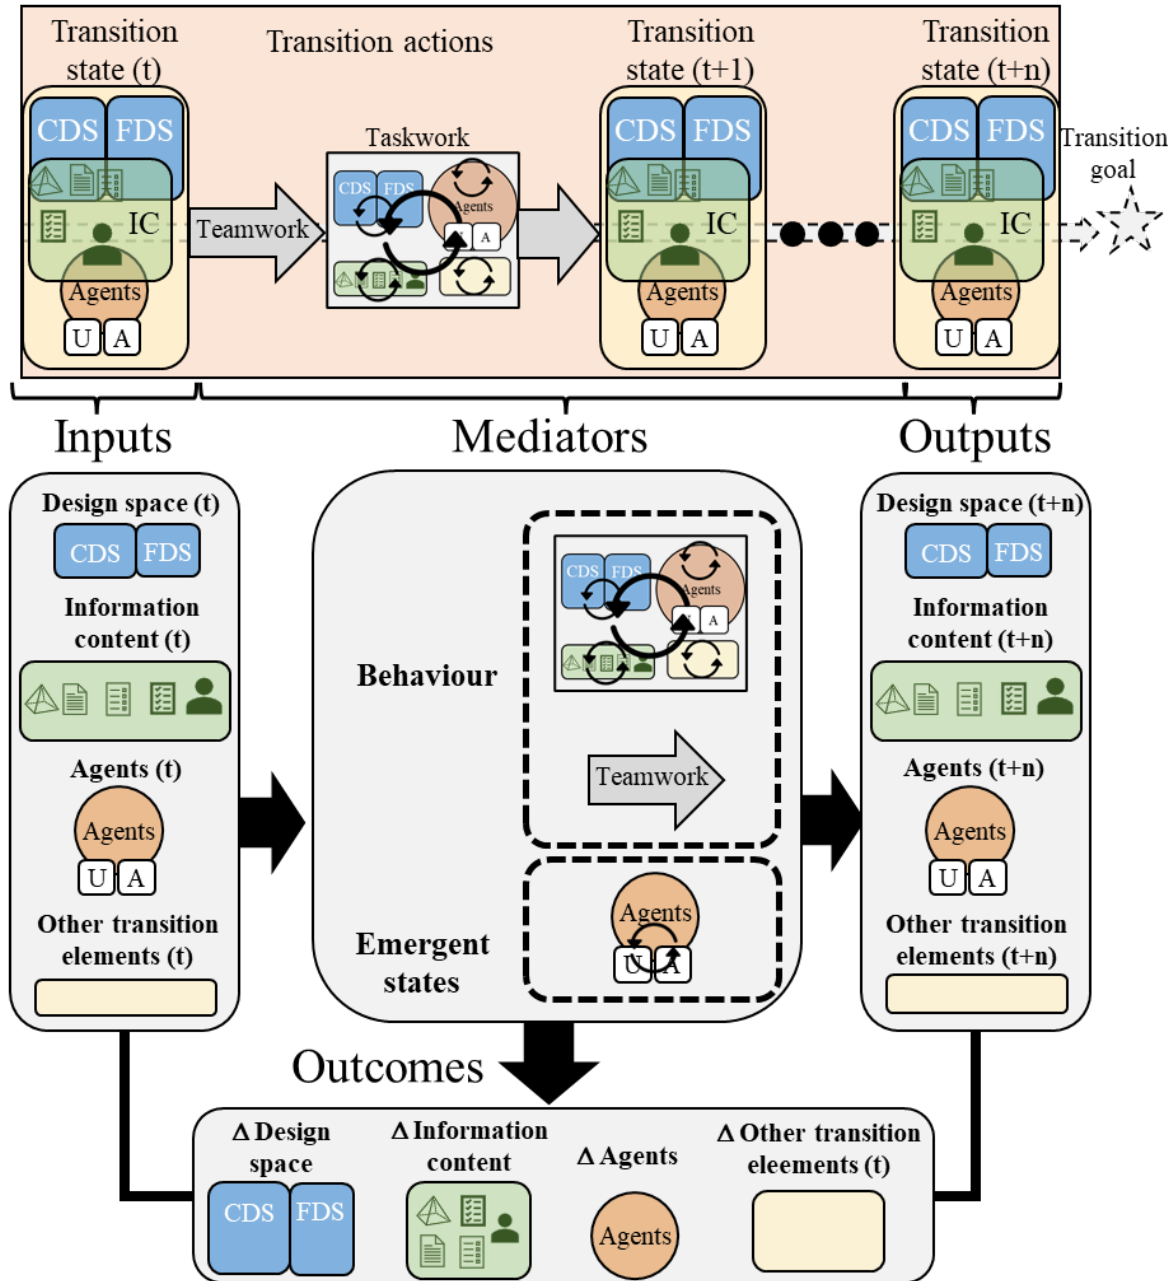 Transition
state (t)
Transition actions
Transition
state (t+1)
Transition
state (t+n)
CDS FDS
IC
Agents
U A
Teamwork
Taskwork
CDS FDS
Agents
A
CDS FDS
IC
Agents
U A
CDS FDS
IC
Agents
U A
Transition
goal
Inputs
Mediators
Outputs
Design space (t)
CDS FDS
Information
content (t)
Agents (t)
Agents
U A
Other transition
elements (t)
Behaviour
CDS FDS
Agents
A
Teamwork
Emergent
states
Agents
U A
Design space (t+n)
CDS FDS
Information
content (t+n)
Agents (t+n)
Agents
U A
Other transition
elements (t+n)
Outcomes
Δ Design
space
CDS FDS
Δ Information
content
Δ Agents
Agents
Δ Other transition
eleements (t)